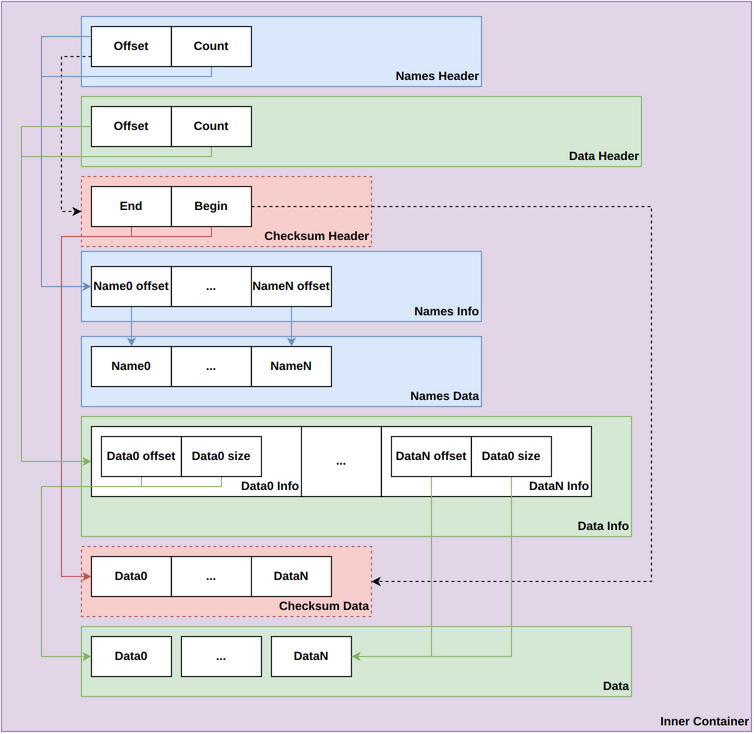 Offset Count
Names Header
Offset Count
Data Header
End Begin
Checksum Header
Name0 offset ... NameN offset
Names Info
Name0 ... NameN
Names Data
Data0 offset Data0 size ... DataN offset Data0 size
Data0 Info DataN Info
Data Info
Data0 ... DataN
Checksum Data
Data0 ... DataN
Data
Inner Container